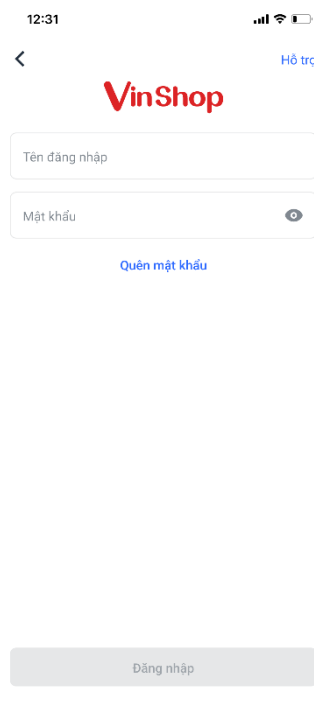 12:31
Hỗ trợ
VinShop
Tên đăng nhập
Mật khẩu
Quên mật khẩu
Đăng nhập